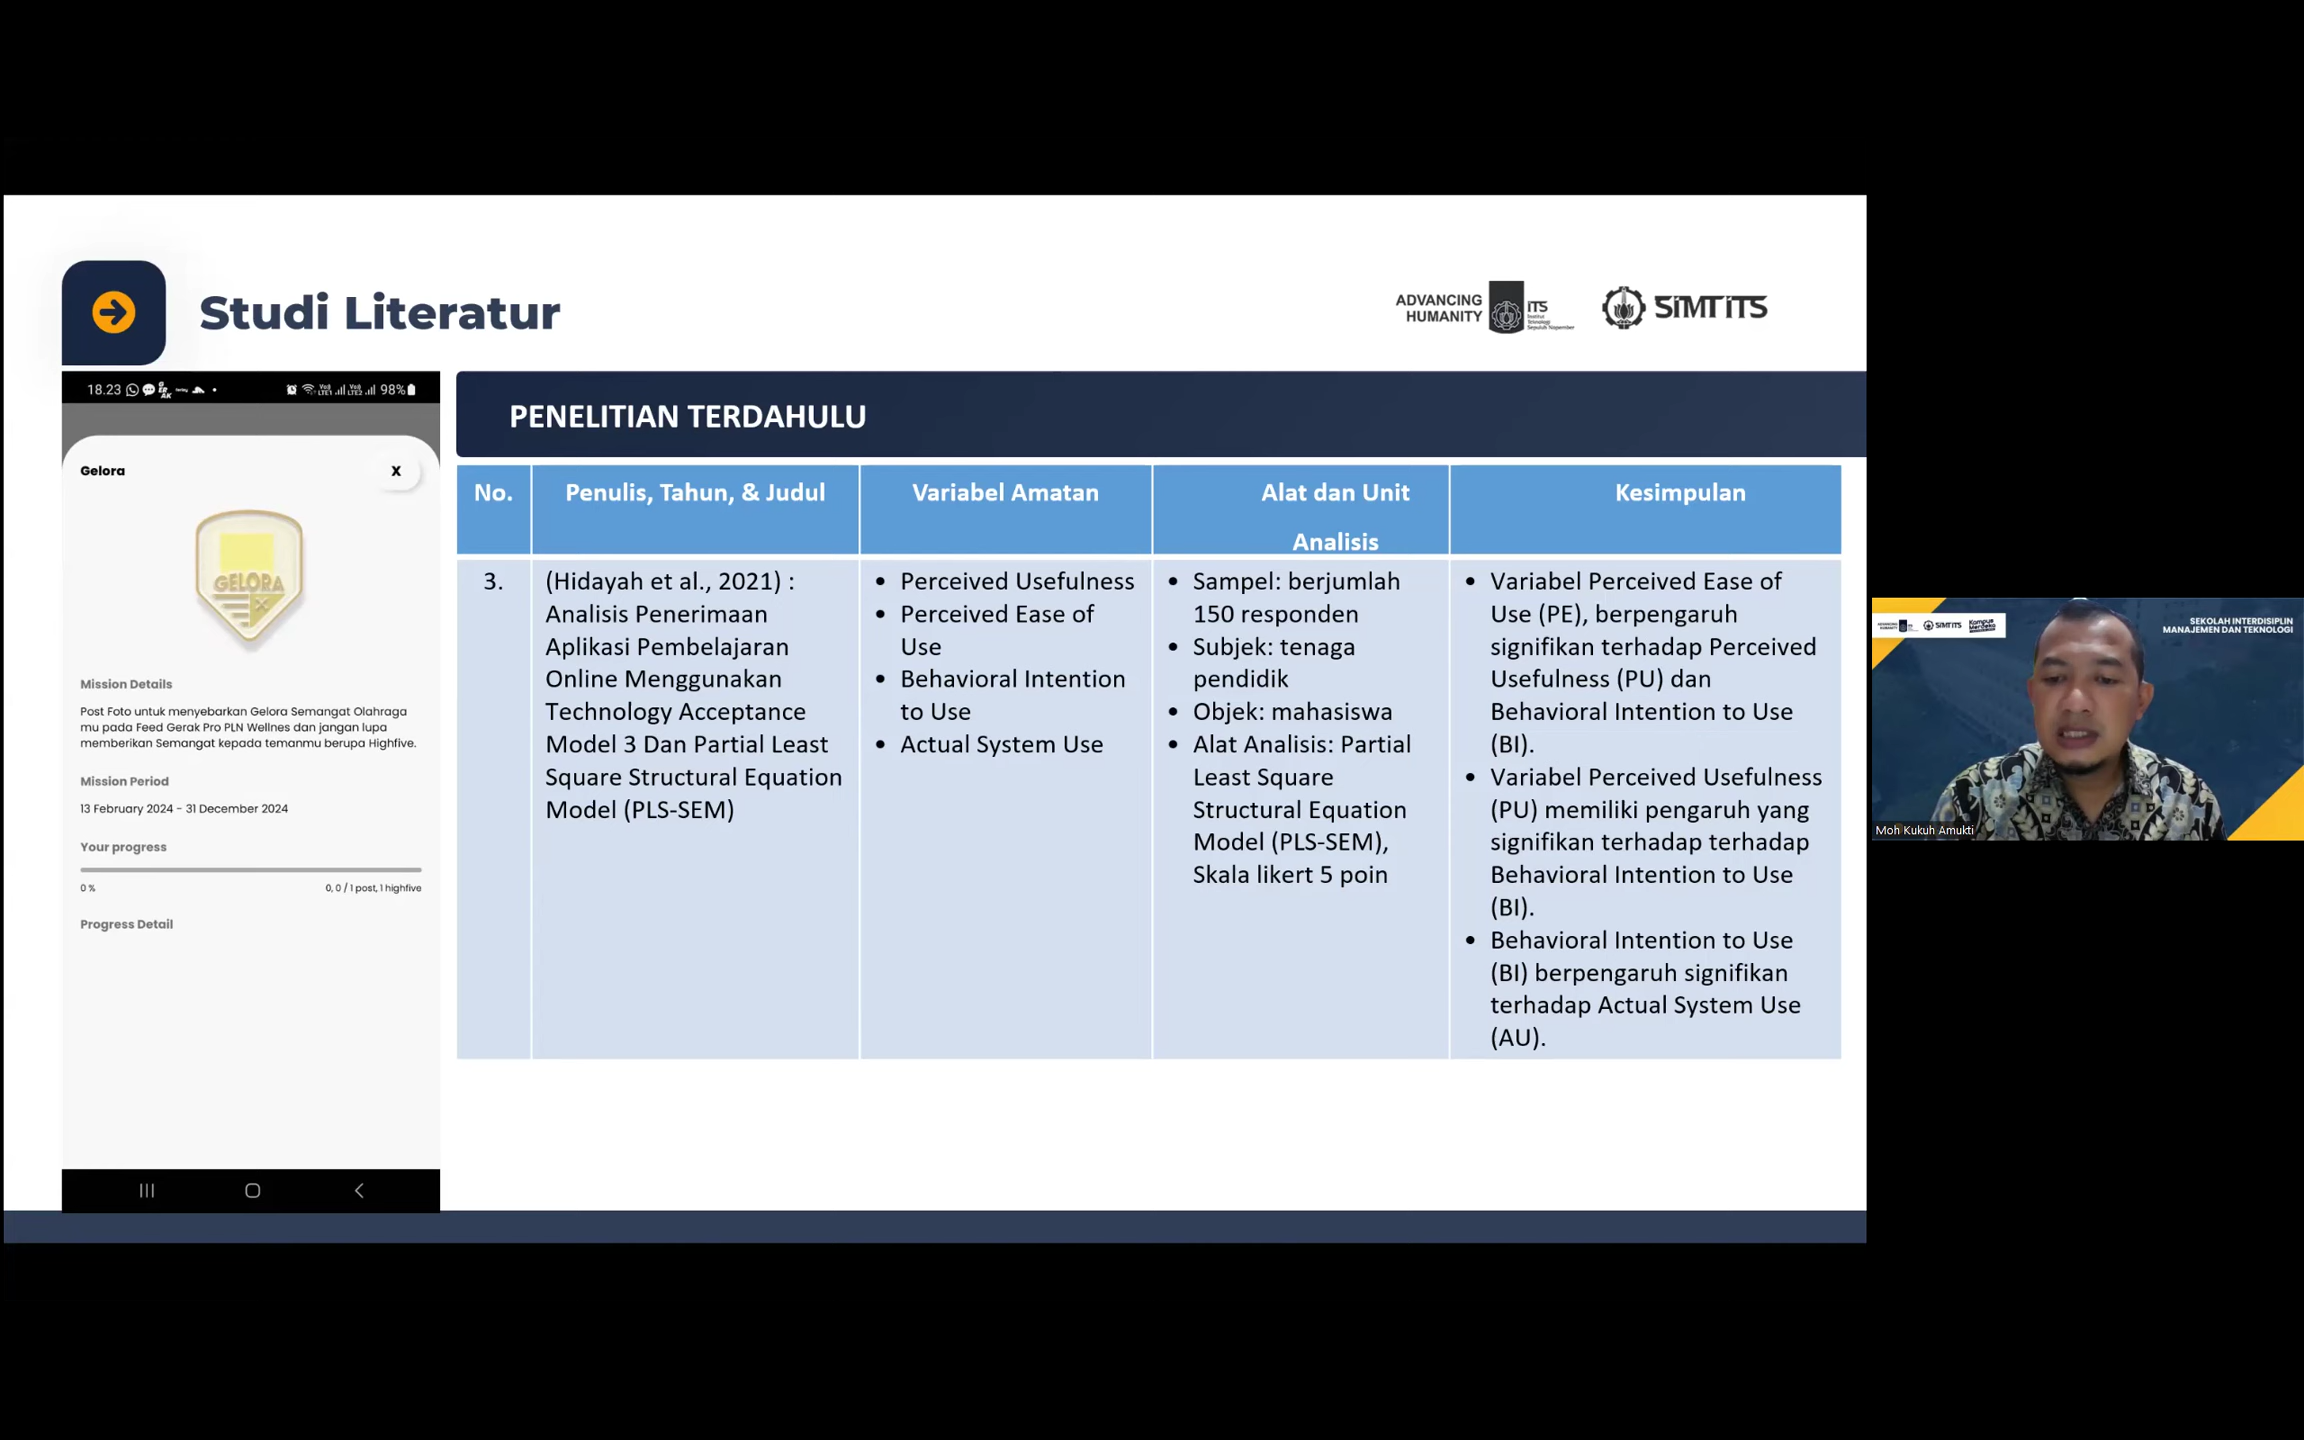 Studi Literatur
ADVANCING
HUMANITY
ITS
Institut
Teknologi
Sepuluh Nopember
SIMT ITS
18.23
98%
Gelora
X
GELORA
Mission Details
Post Foto untuk menyebarkan Gelora Semangat Olahraga
mu pada Feed Gerak Pro PLN Wellnes dan jangan lupa
memberikan Semangat kepada temanmu berupa Highfive.
Mission Period
13 February 2024 - 31 December 2024
Your progress
0 %
0, 0 / 1 post, 1 highfive
Progress Detail
PENELITIAN TERDAHULU
No.
Penulis, Tahun, & Judul
Variabel Amatan
Alat dan Unit
Analisis
Kesimpulan
3.
(Hidayah et al., 2021) :
Analisis Penerimaan
Aplikasi Pembelajaran
Online Menggunakan
Technology Acceptance
Model 3 Dan Partial Least
Square Structural Equation
Model (PLS-SEM)
• Perceived Usefulness
• Perceived Ease of
Use
• Behavioral Intention
to Use
• Actual System Use
• Sampel: berjumlah
150 responden
• Subjek: tenaga
pendidik
• Objek: mahasiswa
• Alat Analisis: Partial
Least Square
Structural Equation
Model (PLS-SEM),
Skala likert 5 poin
• Variabel Perceived Ease of
Use (PE), berpengaruh
signifikan terhadap Perceived
Usefulness (PU) dan
Behavioral Intention to Use
(BI).
• Variabel Perceived Usefulness
(PU) memiliki pengaruh yang
signifikan terhadap terhadap
Behavioral Intention to Use
(BI).
• Behavioral Intention to Use
(BI) berpengaruh signifikan
terhadap Actual System Use
(AU).
SIMT ITS
Kampus
Merdeka
SEKOLAH INTERDISIPLIN
MANAJEMEN DAN TEKNOLOGI
Moh Kukuh Amukti